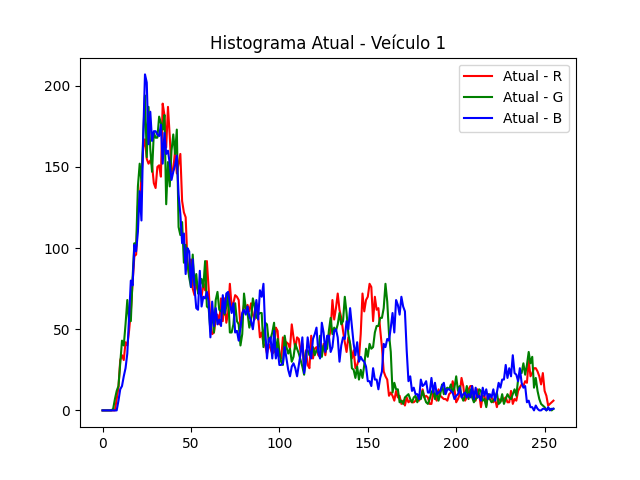 Histograma Atual - Veículo 1
Atual - R
Atual - G
Atual - B
200
150
100
50
0
0 50 100 150 200 250